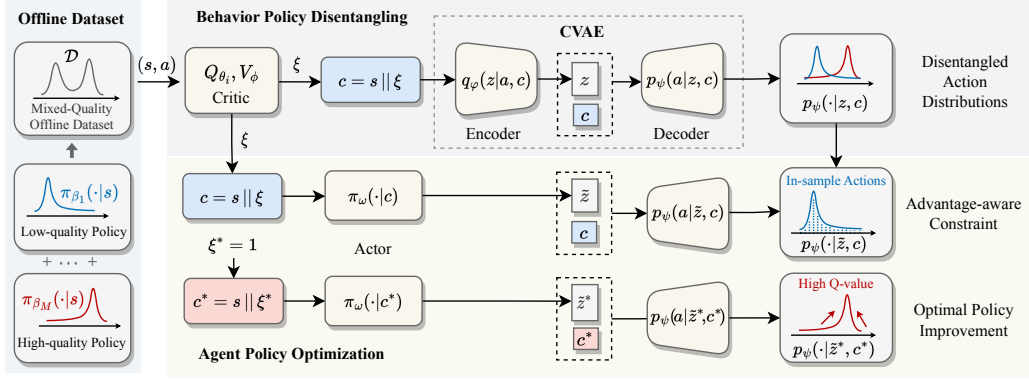 Offline Dataset
𝒟
Mixed-Quality
Offline Dataset
π_{β_1}(·|s)
Low-quality Policy
+ ⋯ +
π_{β_M}(·|s)
High-quality Policy
(s, a)
Behavior Policy Disentangling
Q_{θ_i}, V_ϕ
Critic
ξ
c = s || ξ
CVAE
q_φ(z|a, c)
Encoder
z
c
p_ψ(a|z, c)
Decoder
p_ψ(·|z, c)
Disentangled
Action
Distributions
ξ
c = s || ξ
π_ω(·|c)
Actor
z̃
c
p_ψ(a|z̃, c)
In-sample Actions
p_ψ(·|z̃, c)
Advantage-aware
Constraint
ξ* = 1
c* = s || ξ*
π_ω(·|c*)
z̃*
c*
p_ψ(a|z̃*, c*)
High Q-value
p_ψ(·|z̃*, c*)
Optimal Policy
Improvement
Agent Policy Optimization